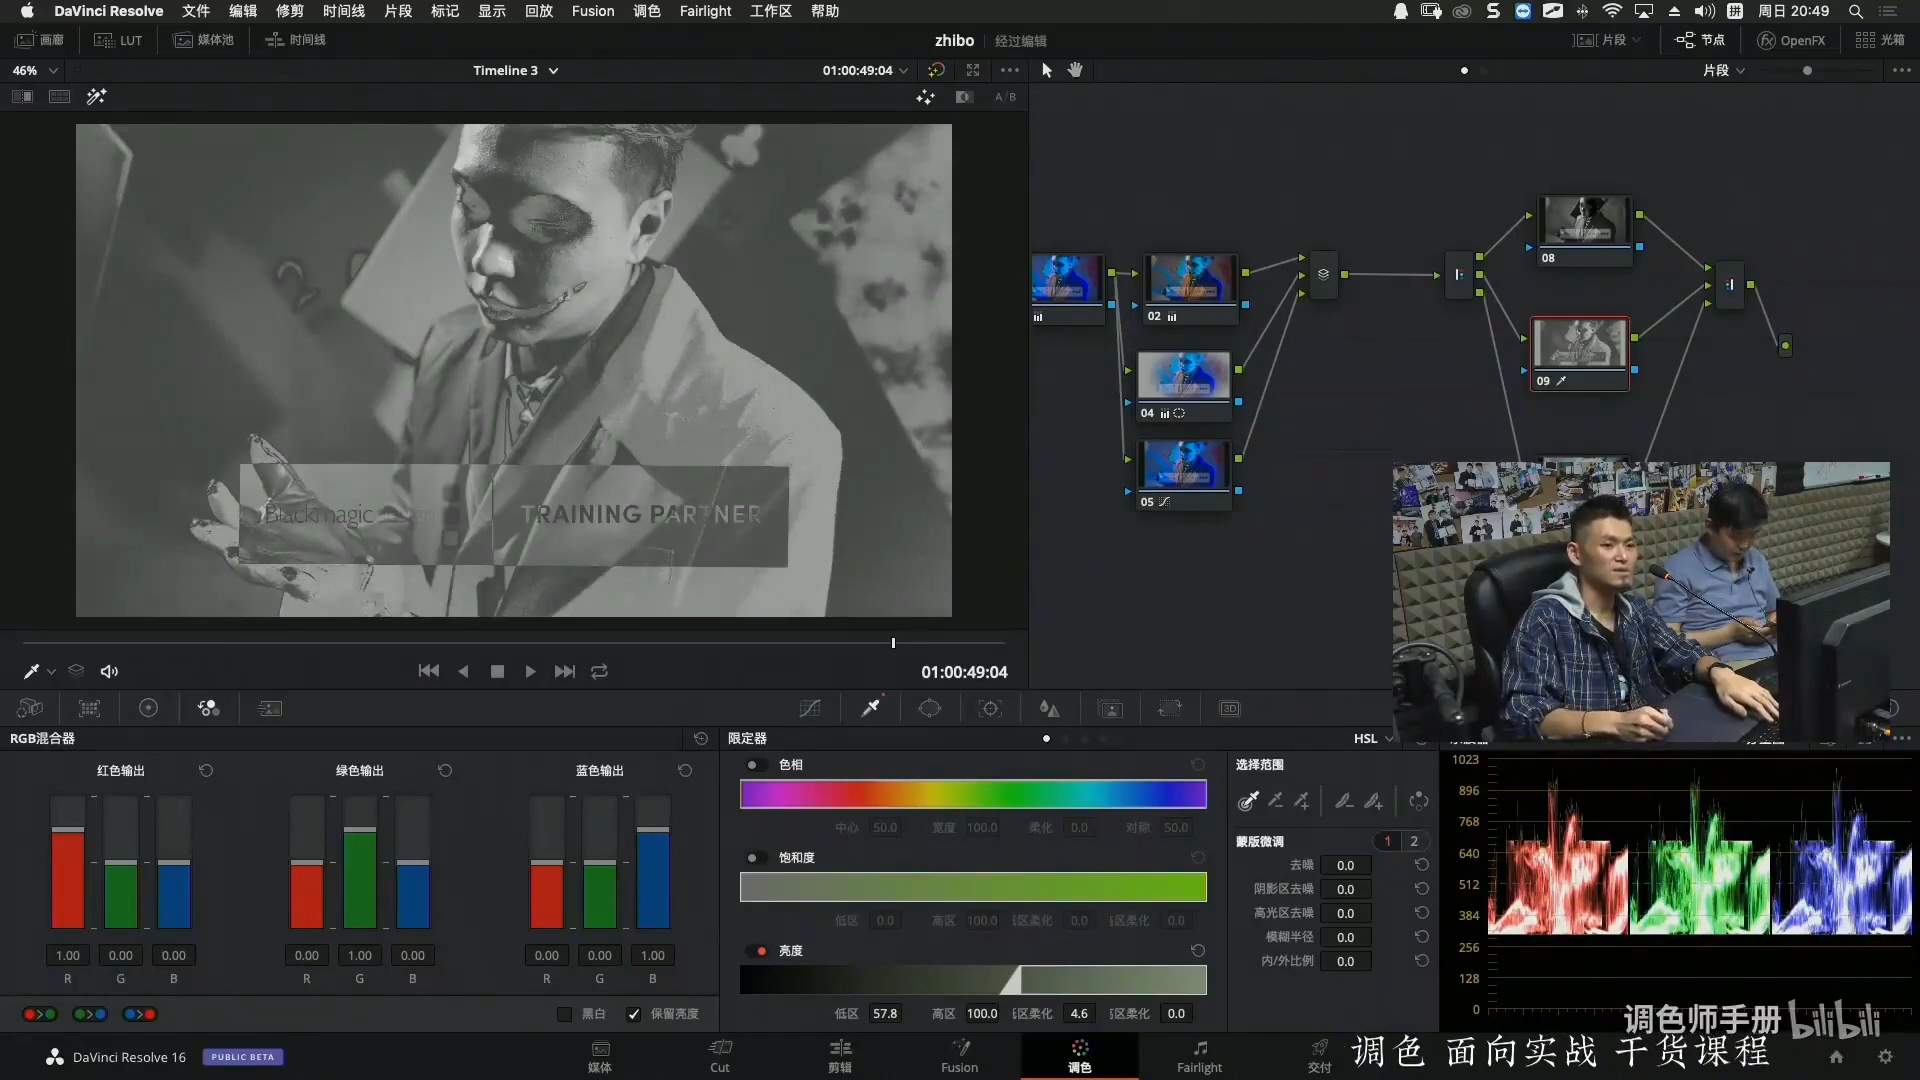 DaVinci Resolve 文件 编辑 修剪 时间线 片段 标记 显示 回放 Fusion 调色 Fairlight 工作区 帮助
周日 20:49
画廊 LUT 媒体池 时间线
zhibo 经过编辑
片段 节点 OpenFX 光箱
46% Timeline 3 01:00:49:04
片段
A/B
TRAINING PARTNER
Blackmagic
08
02
09
04
05
01:00:49:04
RGB混合器
限定器
HSL
红色输出 绿色输出 蓝色输出
1.00 0.00 0.00 0.00 1.00 0.00 0.00 0.00 1.00
R G B R G B R G B
黑白 保留亮度
色相
中心 50.0 宽度 100.0 柔化 0.0 对称 50.0
饱和度
低区 0.0 高区 100.0 区柔化 0.0 区柔化 0.0
亮度
低区 57.8 高区 100.0 区柔化 4.6 区柔化 0.0
选择范围
蒙版微调 1 2
去噪 0.0
阴影区去噪 0.0
高光区去噪 0.0
模糊半径 0.0
内/外比例 0.0
1023
896
768
640
512
384
256
128
0
调色师手册 bilibili
调色 面向实战 干货课程
DaVinci Resolve 16 PUBLIC BETA
媒体 Cut 剪辑 Fusion 调色 Fairlight 交付